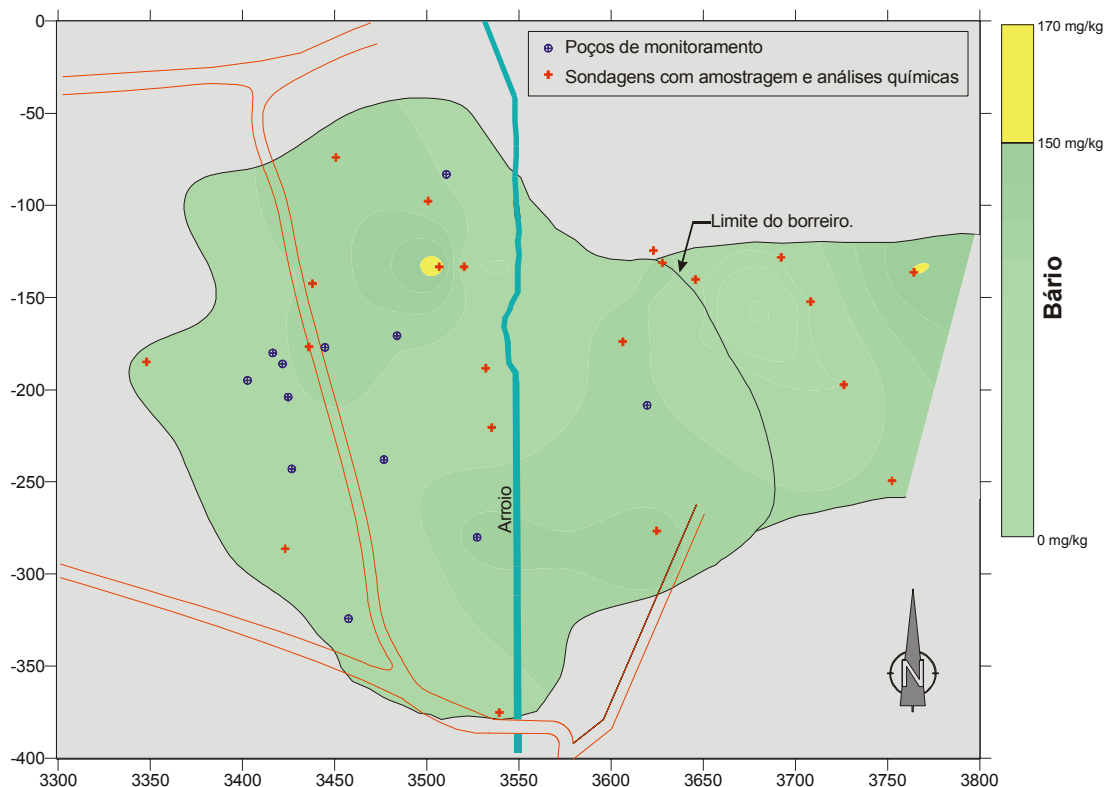 0
-50
-100
-150
-200
-250
-300
-350
-400
3300
3350
3400
3450
3500
3550
3600
3650
3700
3750
3800
Poços de monitoramento
Sondagens com amostragem e análises químicas
Limite do borreiro.
Arroio
N
170 mg/kg
150 mg/kg
0 mg/kg
Bário